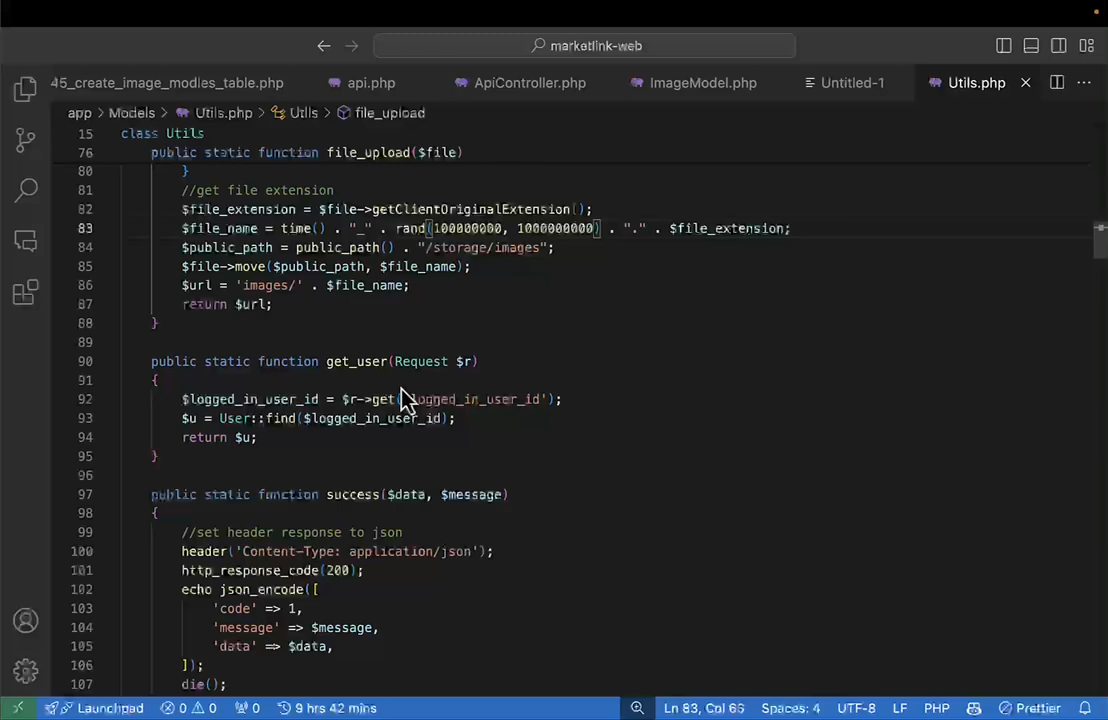 marketlink-web
45_create_image_modles_table.php
api.php
ApiController.php
ImageModel.php
Untitled-1
Utils.php
app > Models > Utils.php > Utils > file_upload
15 class Utils
76 public static function file_upload($file)
80 }
81 //get file extension
82 $file_extension = $file->getClientOriginalExtension();
83 $file_name = time() . "_" . rand(100000000, 1000000000) . "." . $file_extension;
84 $public_path = public_path() . "/storage/images";
85 $file->move($public_path, $file_name);
86 $url = 'images/' . $file_name;
87 return $url;
88 }
89
90 public static function get_user(Request $r)
91 {
92 $logged_in_user_id = $r->get('logged_in_user_id');
93 $u = User::find($logged_in_user_id);
94 return $u;
95 }
96
97 public static function success($data, $message)
98 {
99 //set header response to json
100 header('Content-Type: application/json');
101 http_response_code(200);
102 echo json_encode([
103 'code' => 1,
104 'message' => $message,
105 'data' => $data,
106 ]);
107 die();
Launchpad 0 0 0 9 hrs 42 mins Ln 83, Col 66 Spaces: 4 UTF-8 LF PHP Prettier